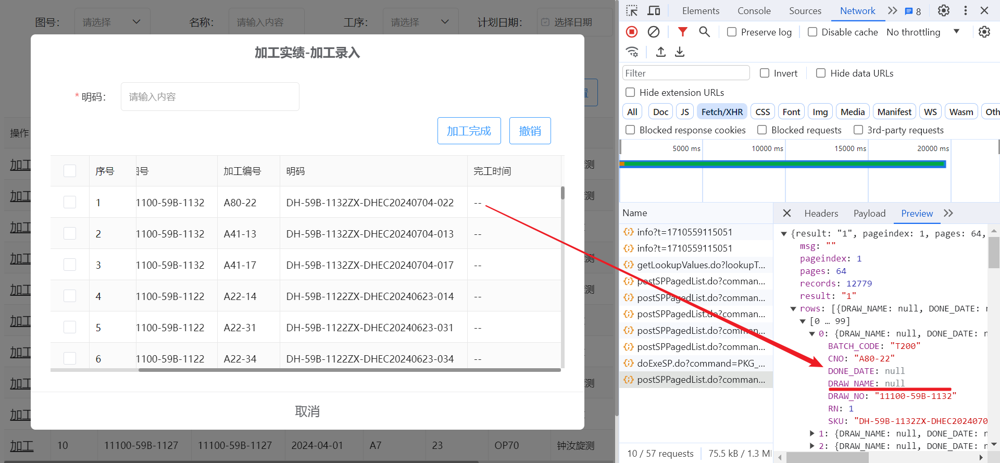 图号： 请选择 名称： 请输入内容 工序： 请选择 计划日期： 选择日期
加工实绩-加工录入
* 明码： 请输入内容
置
加工完成 撤销
操作
序号 图号 加工编号 明码 完工时间
加工 1 1100-59B-1132 A80-22 DH-59B-1132ZX-DHEC20240704-022 -- 测
加工 2 1100-59B-1132 A41-13 DH-59B-1132ZX-DHEC20240704-013 -- 测
加工 3 1100-59B-1132 A41-17 DH-59B-1132ZX-DHEC20240704-017 --
加工 4 1100-59B-1122 A22-14 DH-59B-1122ZX-DHEC20240623-014 -- 测
加工 5 1100-59B-1122 A22-31 DH-59B-1122ZX-DHEC20240623-031 -- 测
加工 6 1100-59B-1122 A22-34 DH-59B-1122ZX-DHEC20240623-034 --
加工
加工 测
加工
取消
加工 10 11100-59B-1127 11100-59B-1127 2024-04-01 A7 23 OP70 钟汝旋测
Elements Console Sources Network 8
Preserve log Disable cache No throttling
Filter Invert Hide data URLs
Hide extension URLs
All Doc JS Fetch/XHR CSS Font Img Media Manifest WS Wasm Oth
Blocked response cookies Blocked requests 3rd-party requests
5000 ms 10000 ms 15000 ms 20000 ms
Name
info?t=1710559115051
info?t=1710559115051
getLookupValues.do?lookupT...
postSPPagedList.do?comman...
postSPPagedList.do?comman...
postSPPagedList.do?comman...
postSPPagedList.do?comman...
postSPPagedList.do?comman...
doExeSP.do?command=PKG_...
postSPPagedList.do?comman...
10 / 57 requests 75.5 kB / 1.3 M
Headers Payload Preview
{result: "1", pageindex: 1, pages: 64,
msg: ""
pageindex: 1
pages: 64
records: 12779
result: "1"
rows: [{DRAW_NAME: null, DONE_DATE: n
[0 … 99]
0: {DRAW_NAME: null, DONE_DATE: n
BATCH_CODE: "T200"
CNO: "A80-22"
DONE_DATE: null
DRAW_NAME: null
DRAW_NO: "11100-59B-1132"
RN: 1
SKU: "DH-59B-1132ZX-DHEC2024070
1: {DRAW_NAME: null, DONE_DATE: n
2: {DRAW_NAME: null, DONE_DATE: n